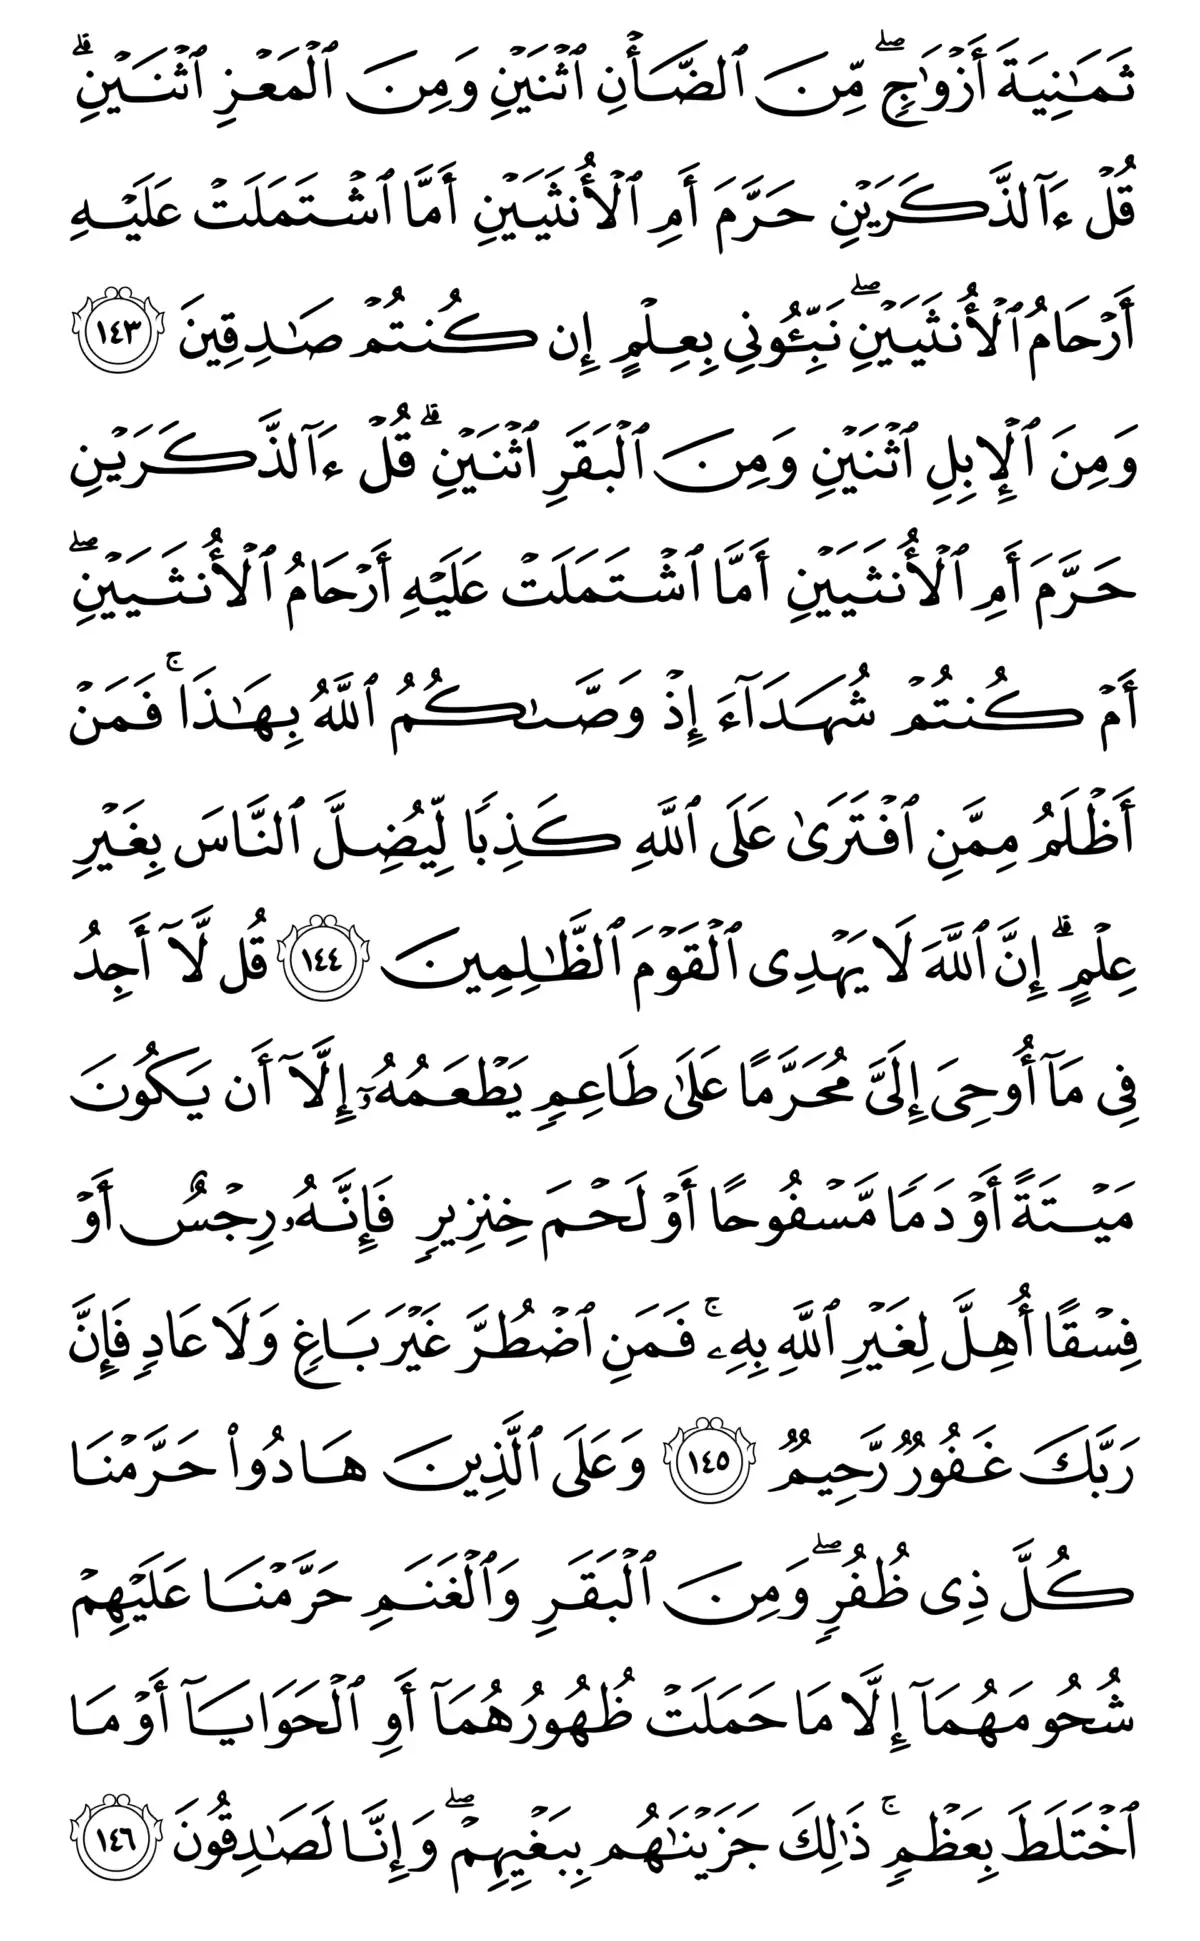 ثَمَٰنِيَةَ أَزۡوَٰجٖۖ مِّنَ ٱلضَّأۡنِ ٱثۡنَيۡنِ وَمِنَ ٱلۡمَعۡزِ ٱثۡنَيۡنِۗ
قُلۡ ءَآلذَّكَرَيۡنِ حَرَّمَ أَمِ ٱلۡأُنثَيَيۡنِ أَمَّا ٱشۡتَمَلَتۡ عَلَيۡهِ
أَرۡحَامُ ٱلۡأُنثَيَيۡنِۖ نَبِّـُٔونِي بِعِلۡمٍ إِن كُنتُمۡ صَٰدِقِينَ ١٤٣
وَمِنَ ٱلۡإِبِلِ ٱثۡنَيۡنِ وَمِنَ ٱلۡبَقَرِ ٱثۡنَيۡنِۗ قُلۡ ءَآلذَّكَرَيۡنِ
حَرَّمَ أَمِ ٱلۡأُنثَيَيۡنِ أَمَّا ٱشۡتَمَلَتۡ عَلَيۡهِ أَرۡحَامُ ٱلۡأُنثَيَيۡنِۖ
أَمۡ كُنتُمۡ شُهَدَآءَ إِذۡ وَصَّىٰكُمُ ٱللَّهُ بِهَٰذَاۚ فَمَنۡ
أَظۡلَمُ مِمَّنِ ٱفۡتَرَىٰ عَلَى ٱللَّهِ كَذِبٗا لِّيُضِلَّ ٱلنَّاسَ بِغَيۡرِ
عِلۡمٍۗ إِنَّ ٱللَّهَ لَا يَهۡدِي ٱلۡقَوۡمَ ٱلظَّٰلِمِينَ ١٤٤ قُل لَّآ أَجِدُ
فِي مَآ أُوحِيَ إِلَيَّ مُحَرَّمًا عَلَىٰ طَاعِمٖ يَطۡعَمُهُۥٓ إِلَّآ أَن يَكُونَ
مَيۡتَةً أَوۡ دَمٗا مَّسۡفُوحًا أَوۡ لَحۡمَ خِنزِيرٖ فَإِنَّهُۥ رِجۡسٌ أَوۡ
فِسۡقًا أُهِلَّ لِغَيۡرِ ٱللَّهِ بِهِۦۚ فَمَنِ ٱضۡطُرَّ غَيۡرَ بَاغٖ وَلَا عَادٖ فَإِنَّ
رَبَّكَ غَفُورٞ رَّحِيمٞ ١٤٥ وَعَلَى ٱلَّذِينَ هَادُواْ حَرَّمۡنَا
كُلَّ ذِي ظُفُرٖۖ وَمِنَ ٱلۡبَقَرِ وَٱلۡغَنَمِ حَرَّمۡنَا عَلَيۡهِمۡ
شُحُومَهُمَآ إِلَّا مَا حَمَلَتۡ ظُهُورُهُمَآ أَوِ ٱلۡحَوَايَآ أَوۡ مَا
ٱخۡتَلَطَ بِعَظۡمٖۚ ذَٰلِكَ جَزَيۡنَٰهُم بِبَغۡيِهِمۡۖ وَإِنَّا لَصَٰدِقُونَ ١٤٦